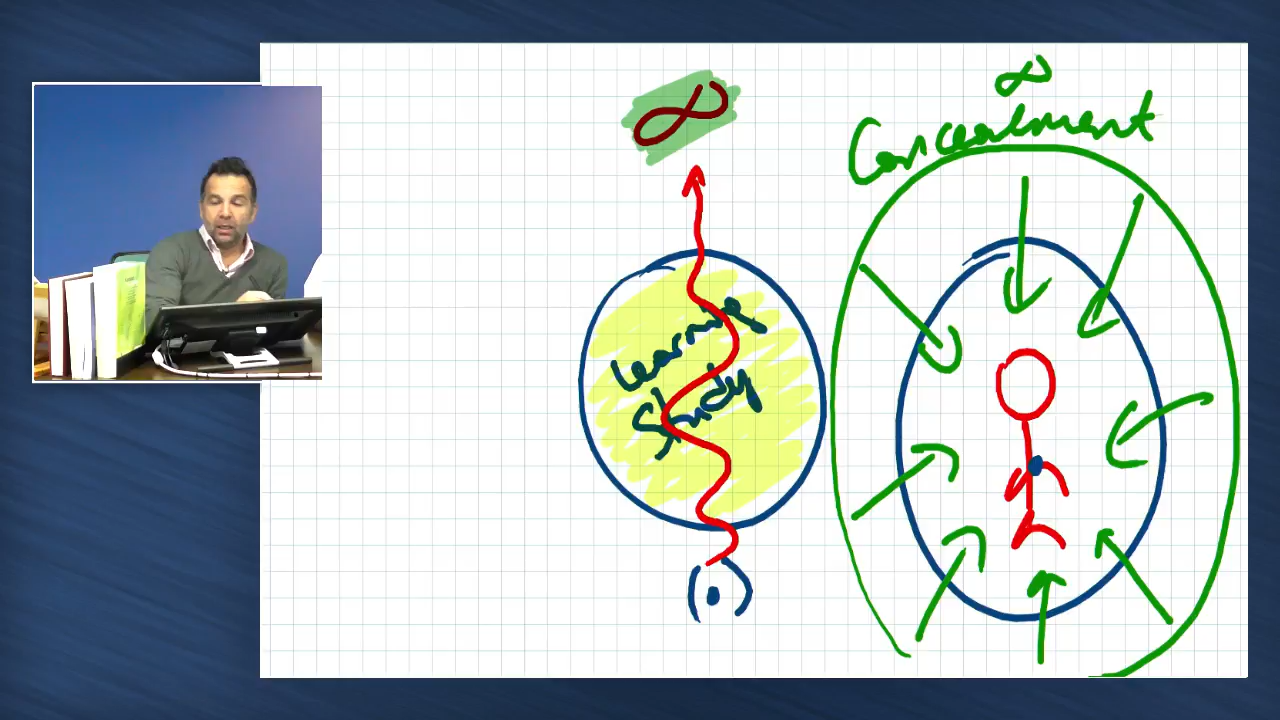 ∞
Learning
Study
(•)
∞
Concealment